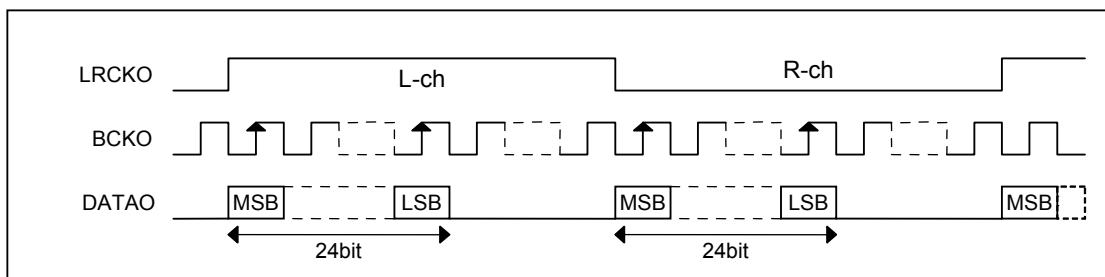 LRCKO
L-ch
R-ch
BCKO
DATAO
MSB
LSB
MSB
LSB
MSB
24bit
24bit